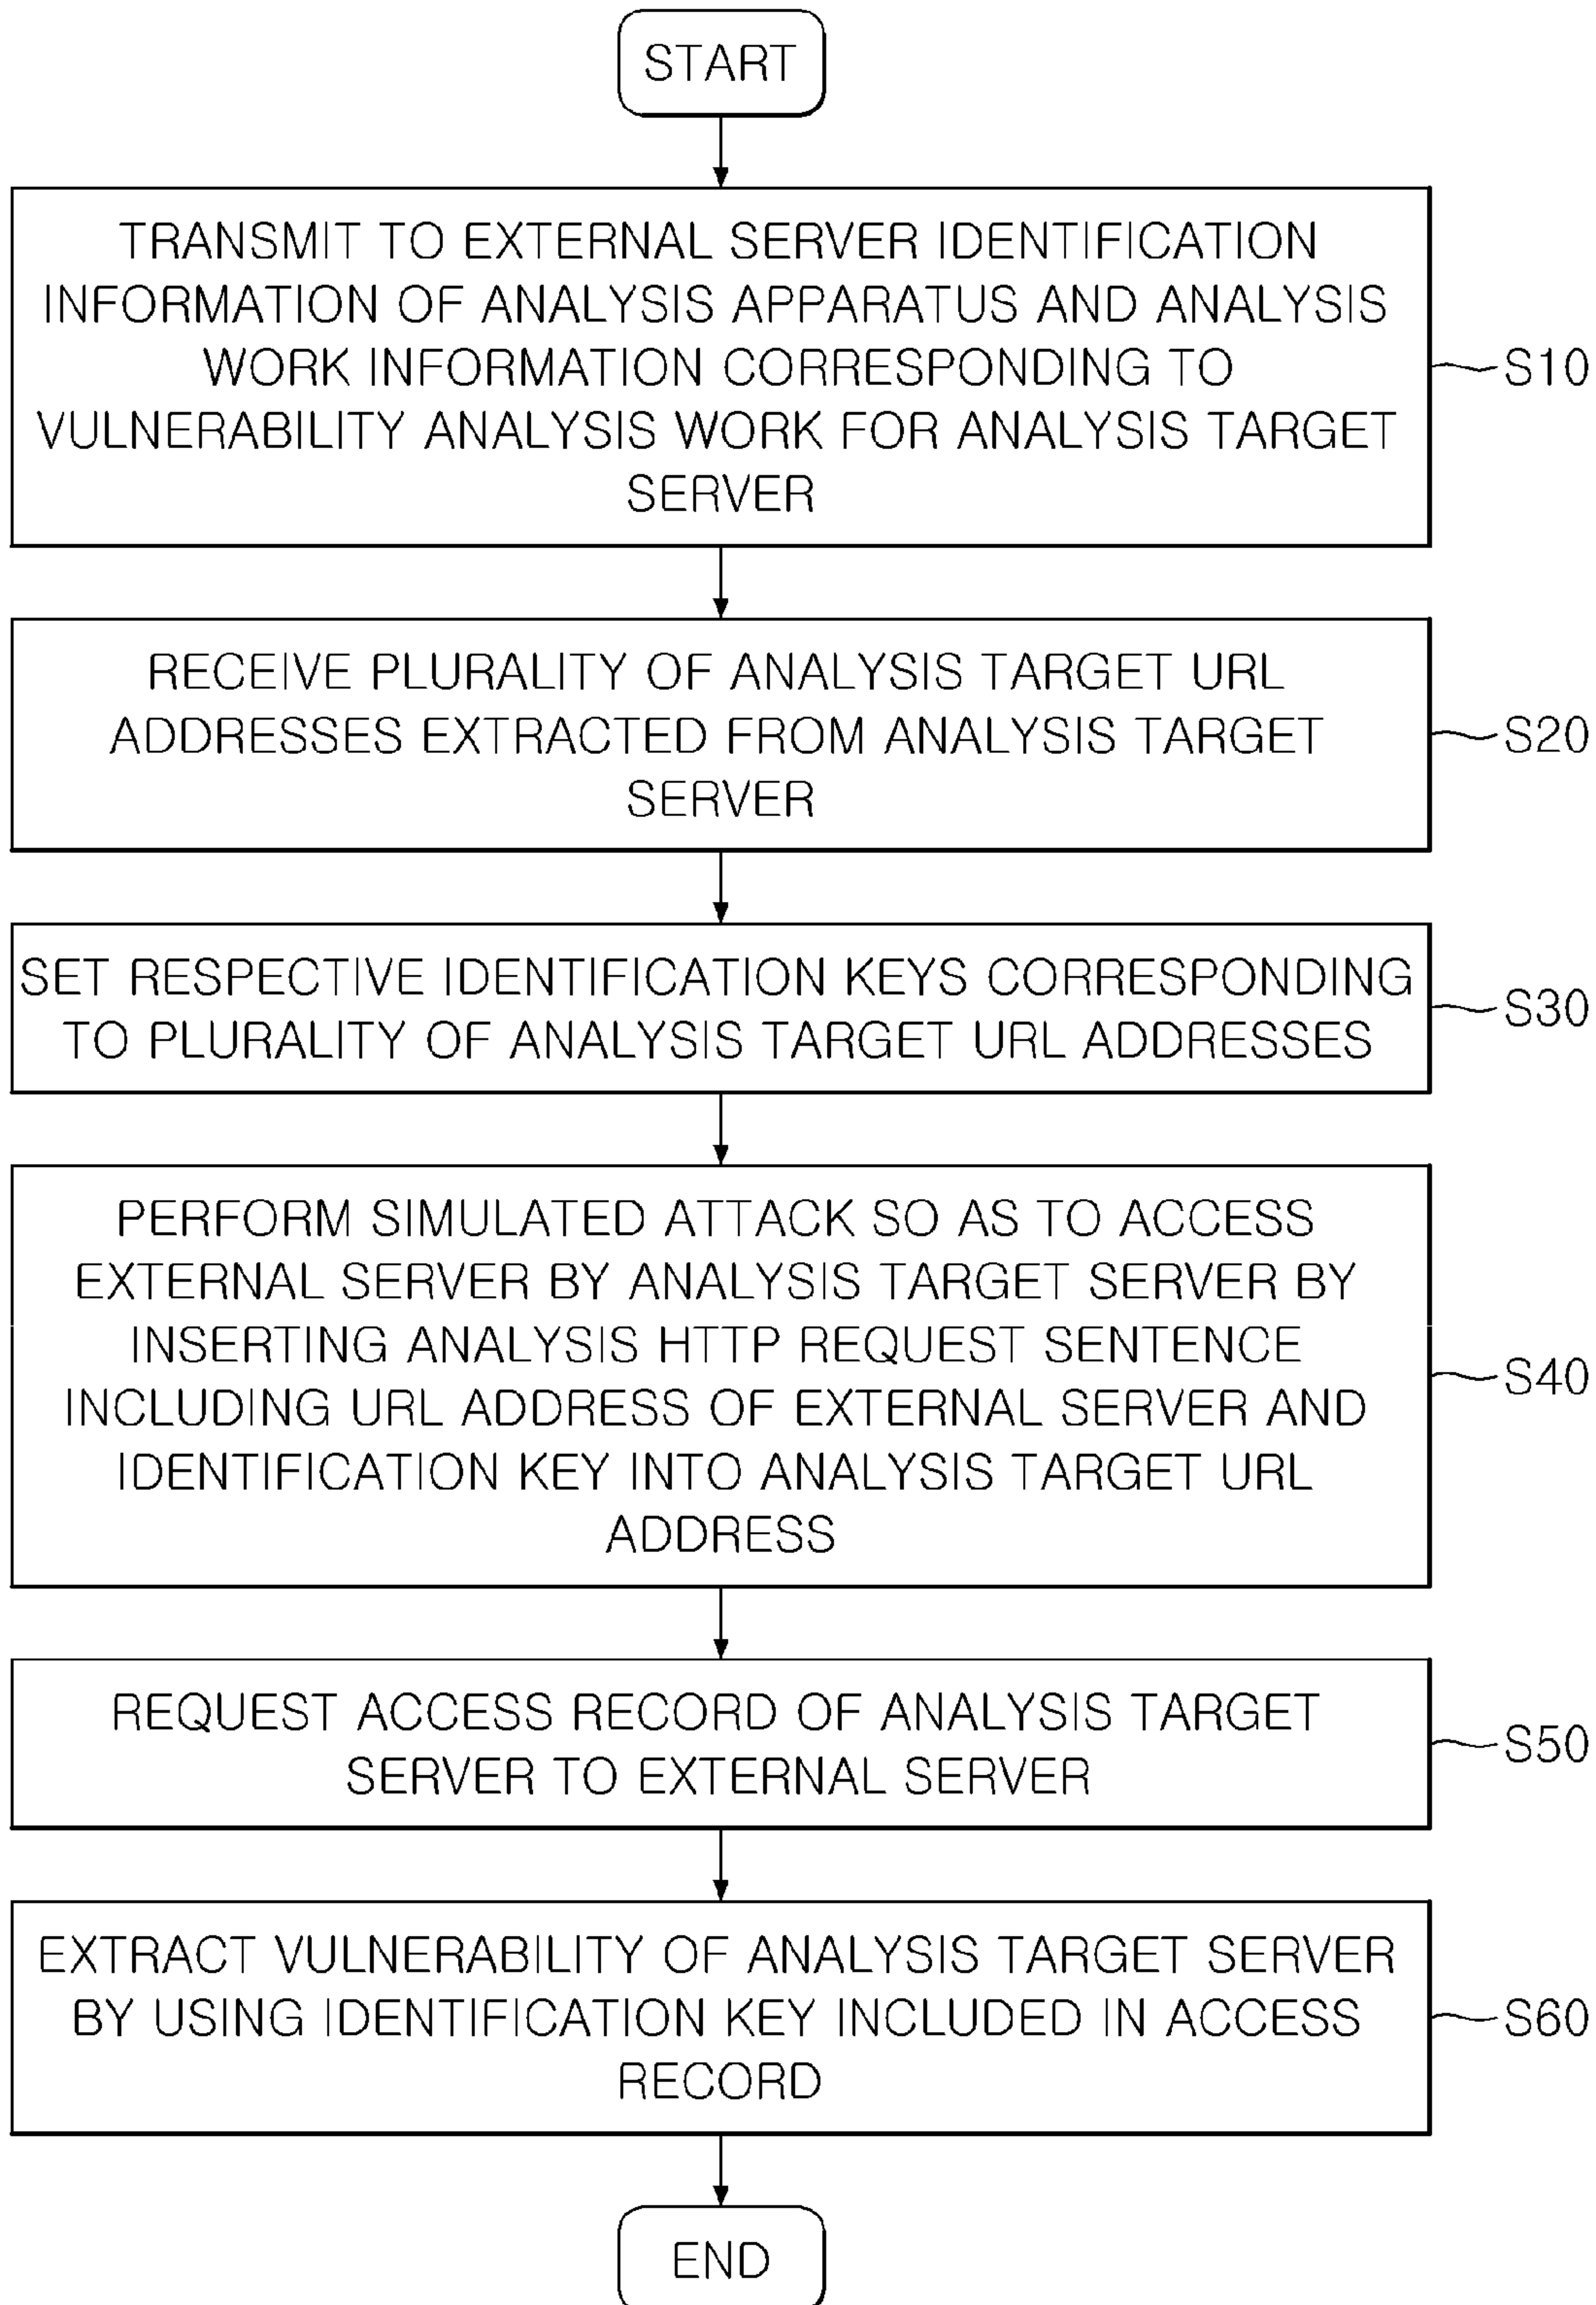 START
TRANSMIT TO EXTERNAL SERVER IDENTIFICATION
INFORMATION OF ANALYSIS APPARATUS AND ANALYSIS
WORK INFORMATION CORRESPONDING TO
VULNERABILITY ANALYSIS WORK FOR ANALYSIS TARGET
SERVER
S10
RECEIVE PLURALITY OF ANALYSIS TARGET URL
ADDRESSES EXTRACTED FROM ANALYSIS TARGET
SERVER
S20
SET RESPECTIVE IDENTIFICATION KEYS CORRESPONDING
TO PLURALITY OF ANALYSIS TARGET URL ADDRESSES
S30
PERFORM SIMULATED ATTACK SO AS TO ACCESS
EXTERNAL SERVER BY ANALYSIS TARGET SERVER BY
INSERTING ANALYSIS HTTP REQUEST SENTENCE
INCLUDING URL ADDRESS OF EXTERNAL SERVER AND
IDENTIFICATION KEY INTO ANALYSIS TARGET URL
ADDRESS
S40
REQUEST ACCESS RECORD OF ANALYSIS TARGET
SERVER TO EXTERNAL SERVER
S50
EXTRACT VULNERABILITY OF ANALYSIS TARGET SERVER
BY USING IDENTIFICATION KEY INCLUDED IN ACCESS
RECORD
S60
END